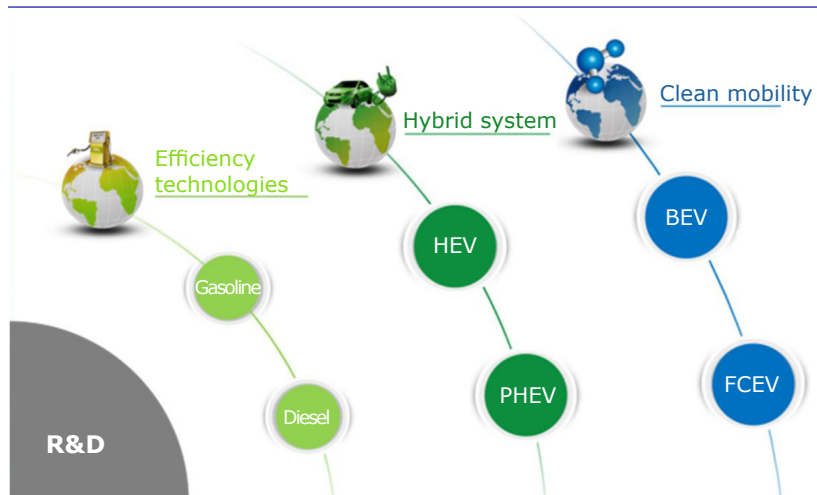 Efficiency
technologies
Hybrid system
Clean mobility
Gasoline
Diesel
HEV
PHEV
BEV
FCEV
R&D